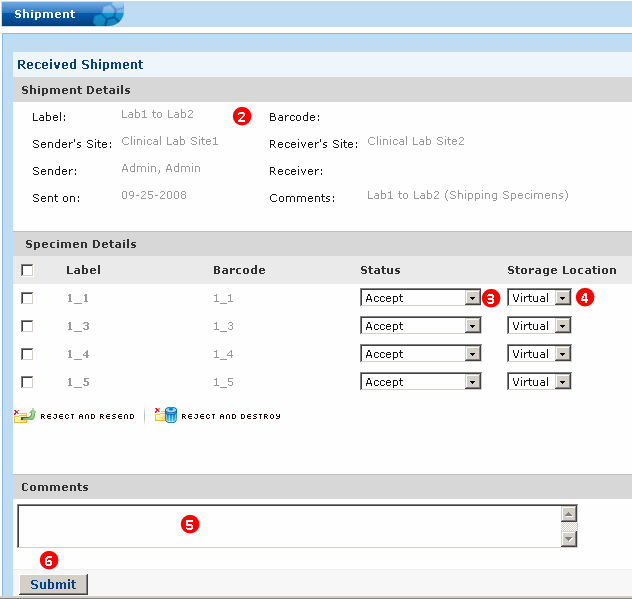 Shipment
Received Shipment
Shipment Details
Label: Lab1 to Lab2 2 Barcode:
Sender's Site: Clinical Lab Site1 Receiver's Site: Clinical Lab Site2
Sender: Admin, Admin Receiver:
Sent on: 09-25-2008 Comments: Lab1 to Lab2 (Shipping Specimens)
Specimen Details
Label Barcode Status Storage Location
1_1 1_1 Accept 3 Virtual 4
1_3 1_3 Accept Virtual
1_4 1_4 Accept Virtual
1_5 1_5 Accept Virtual
REJECT AND RESEND REJECT AND DESTROY
Comments
5
6
Submit